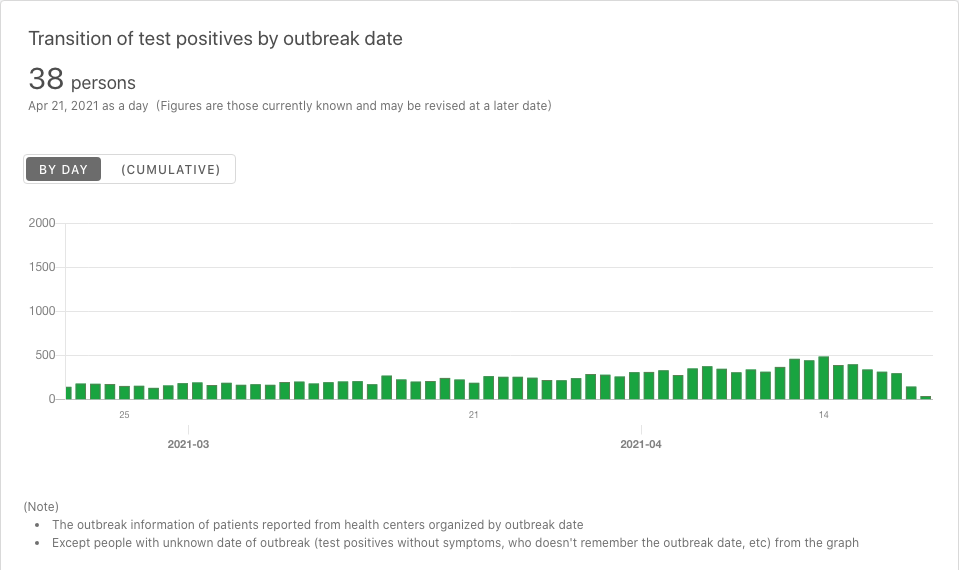 Transition of test positives by outbreak date
38 persons
Apr 21, 2021 as a day (Figures are those currently known and may be revised at a later date)
BY DAY (CUMULATIVE)
2000
1500
1000
500
0
25 21 14
2021-03 2021-04
(Note)
• The outbreak information of patients reported from health centers organized by outbreak date
• Except people with unknown date of outbreak (test positives without symptoms, who doesn't remember the outbreak date, etc) from the graph